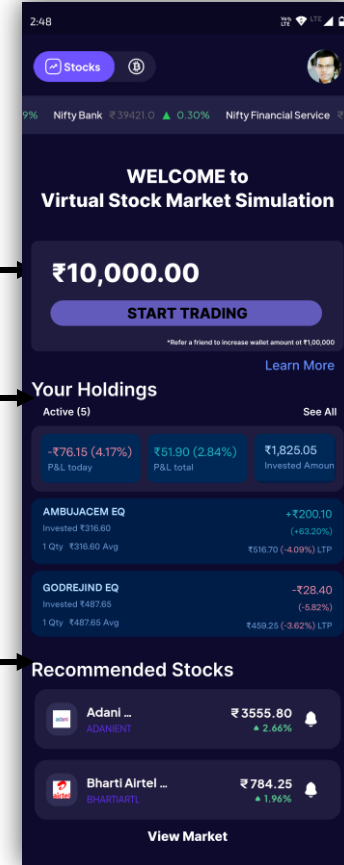 2:48
LTE
Stocks
9% Nifty Bank ₹39421.0 ▲ 0.30% Nifty Financial Service ₹
WELCOME to
Virtual Stock Market Simulation
₹10,000.00
START TRADING
*Refer a friend to increase wallet amount ot ₹1,00,000
Learn More
Your Holdings
Active (5) See All
-₹76.15 (4.17%) ₹51.90 (2.84%) ₹1,825.05
P&L today P&L total Invested Amoun
AMBUJACEM EQ +₹200.10
Invested ₹316.60 (+63.20%)
1 Qty ₹316.60 Avg ₹516.70 (-4.09%) LTP
GODREJIND EQ -₹28.40
Invested ₹487.65 (-5.82%)
1 Qty ₹487.65 Avg ₹459.25 (-3.62%) LTP
Recommended Stocks
adani Adani ... ₹3555.80
ADANIENT ▲ 2.66%
airtel Bharti Airtel ... ₹784.25
BHARTIARTL ▲ 1.96%
View Market